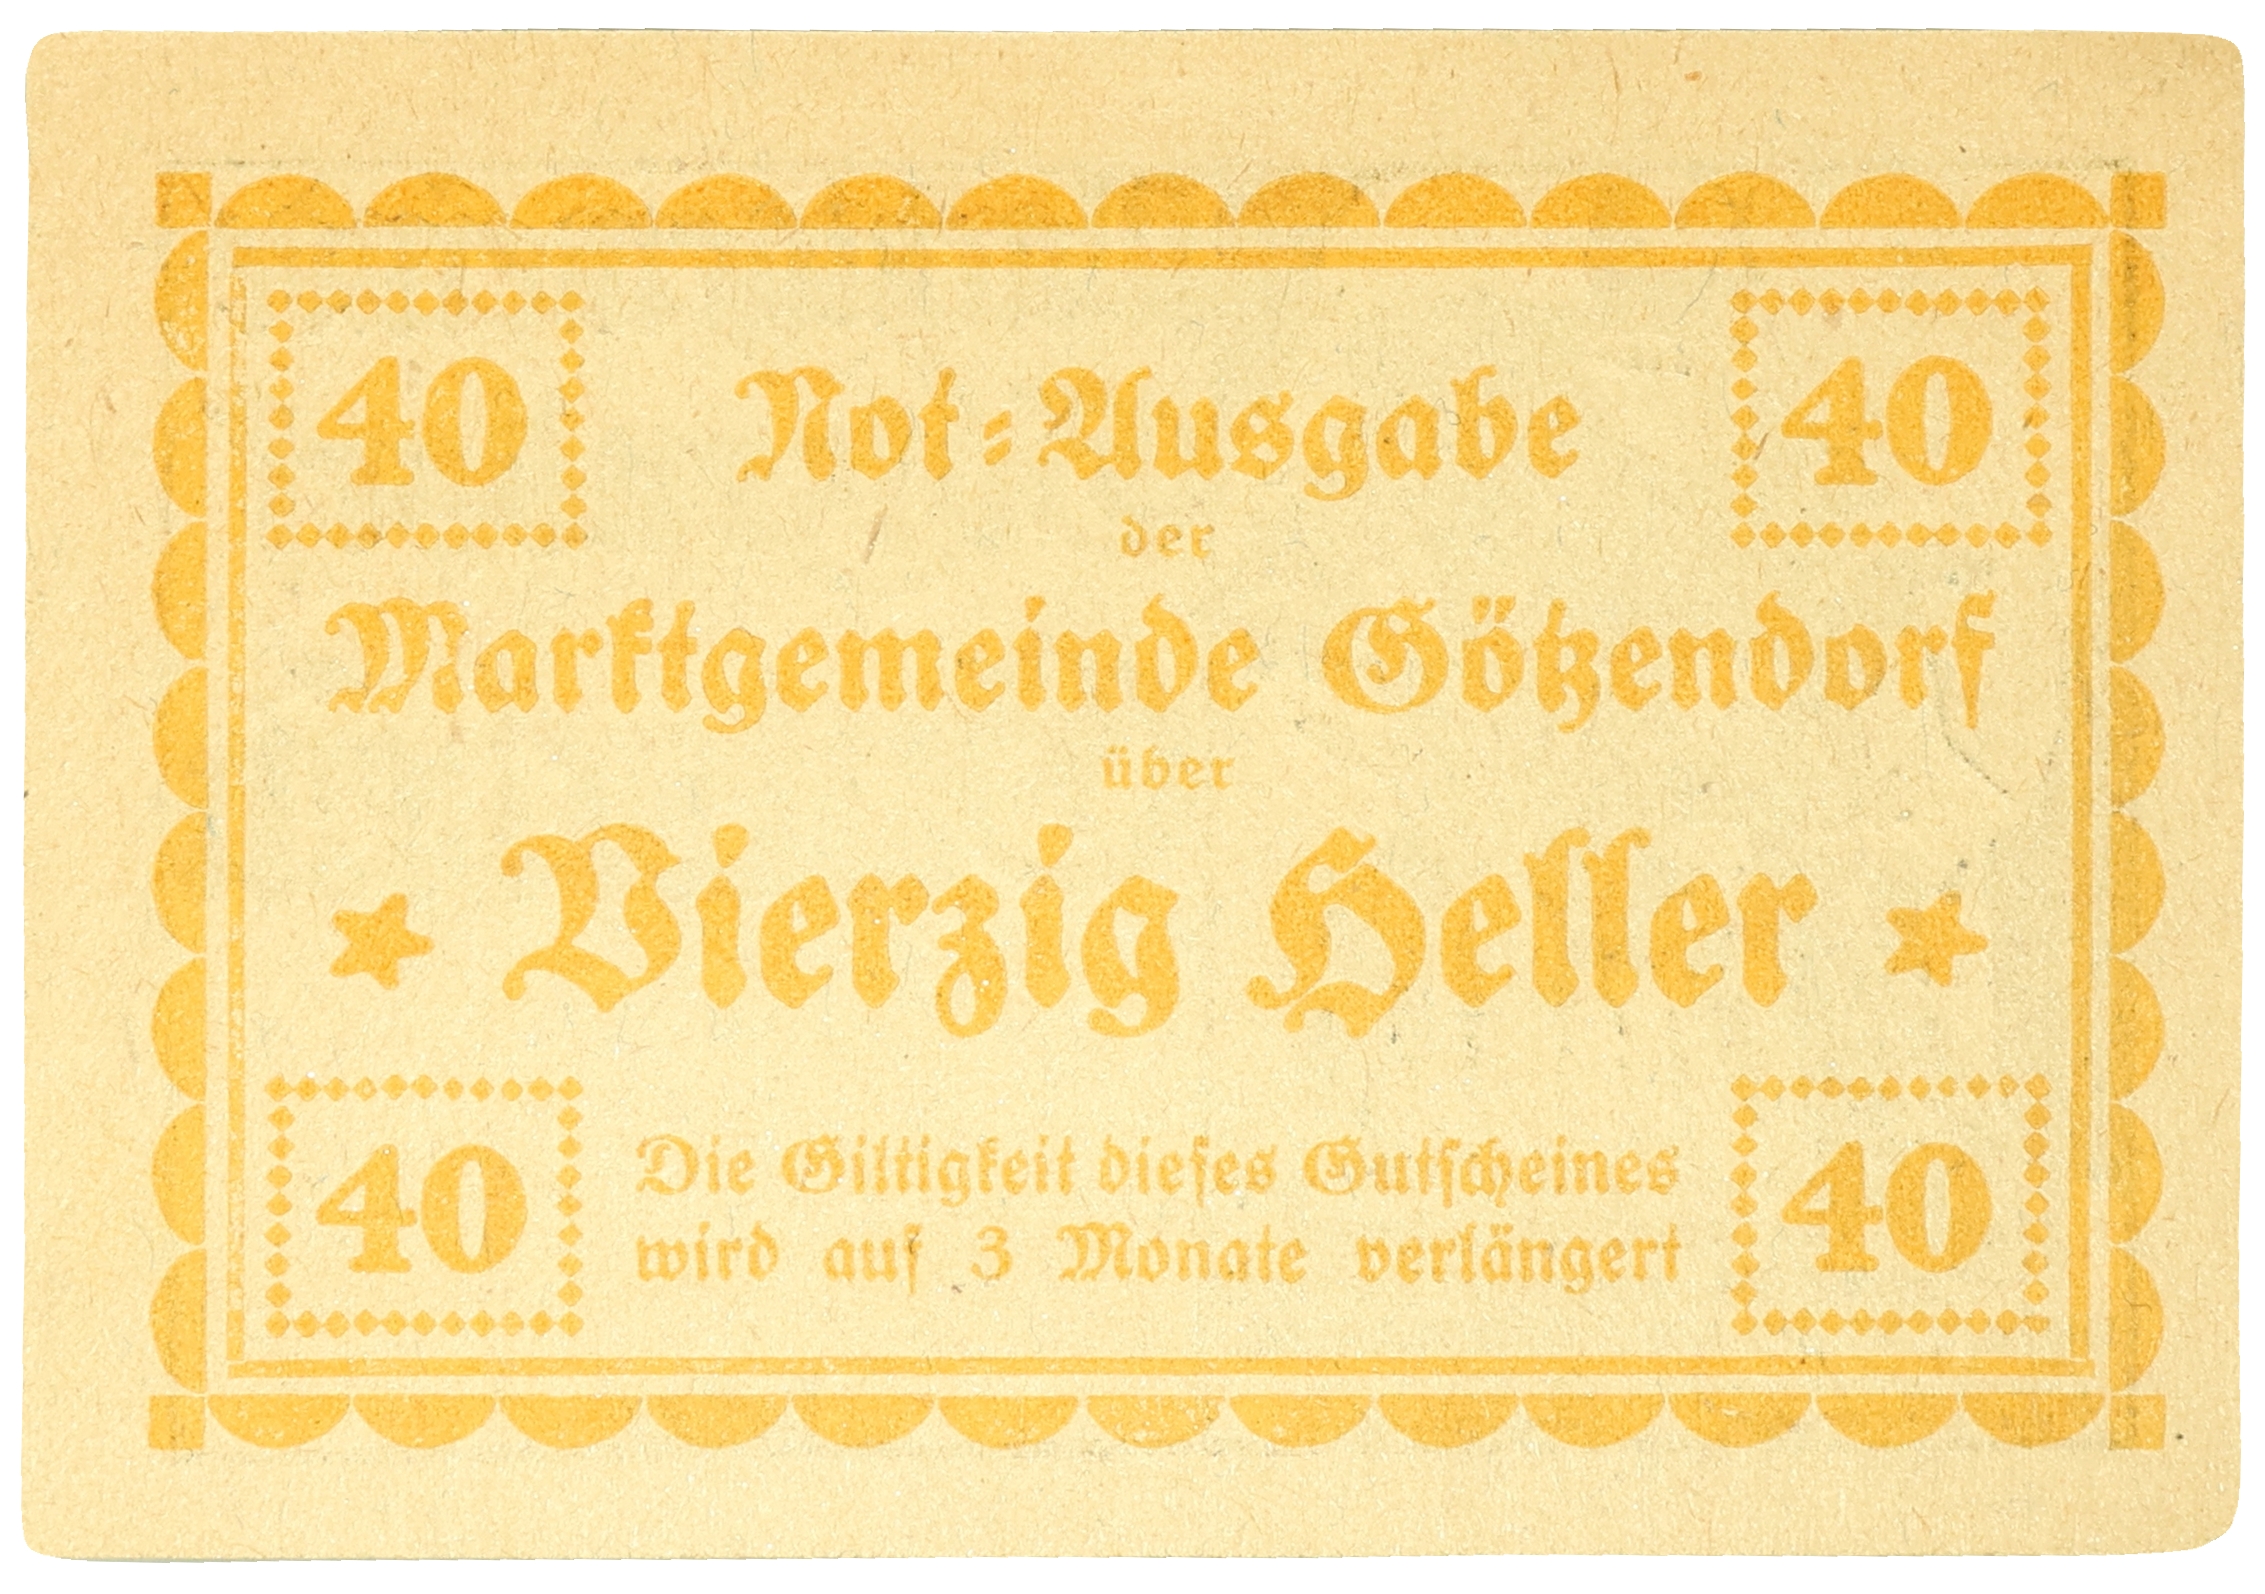 40
Not-Ausgabe
40
der
Marktgemeinde Götzendorf
über
Vierzig Heller
40
Die Giltigkeit dieses Gutscheines
wird auf 3 Monate verlängert
40